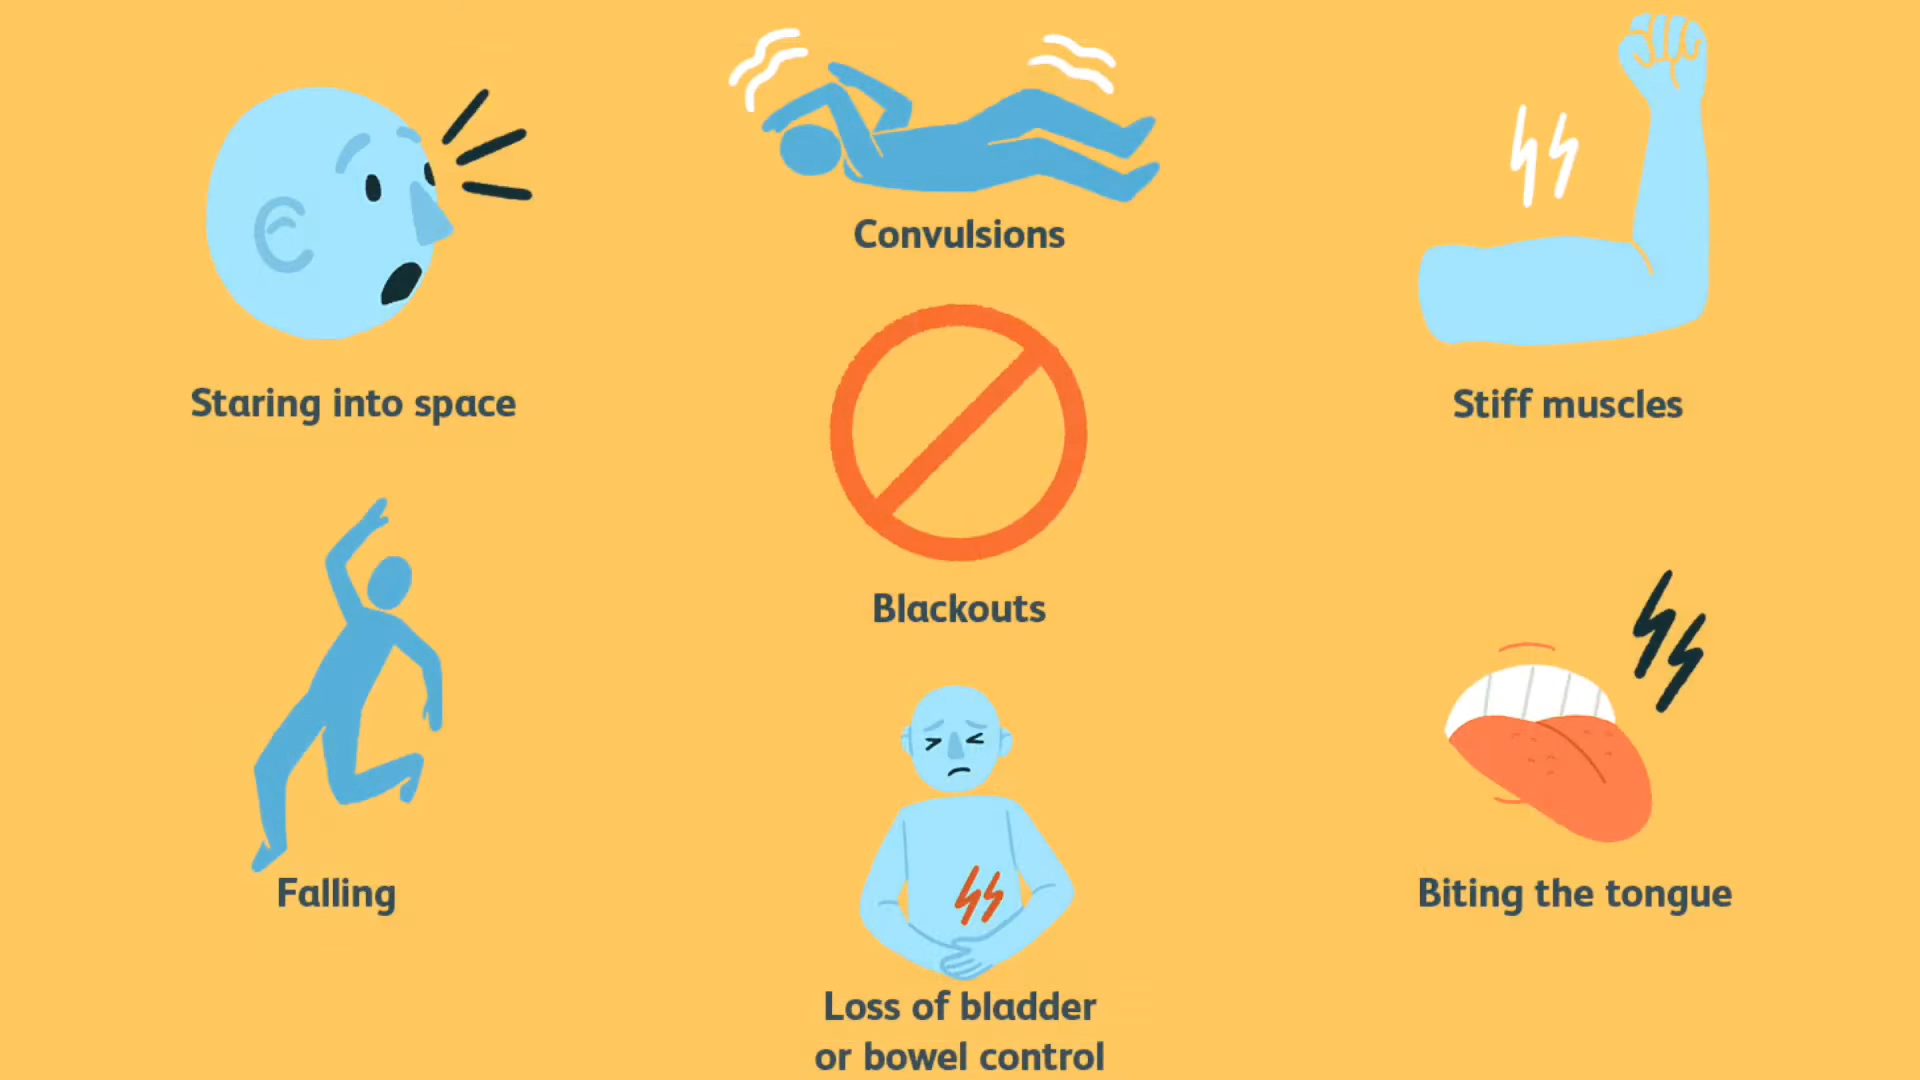 Convulsions
Staring into space
Stiff muscles
Blackouts
Falling
Biting the tongue
Loss of bladder
or bowel control